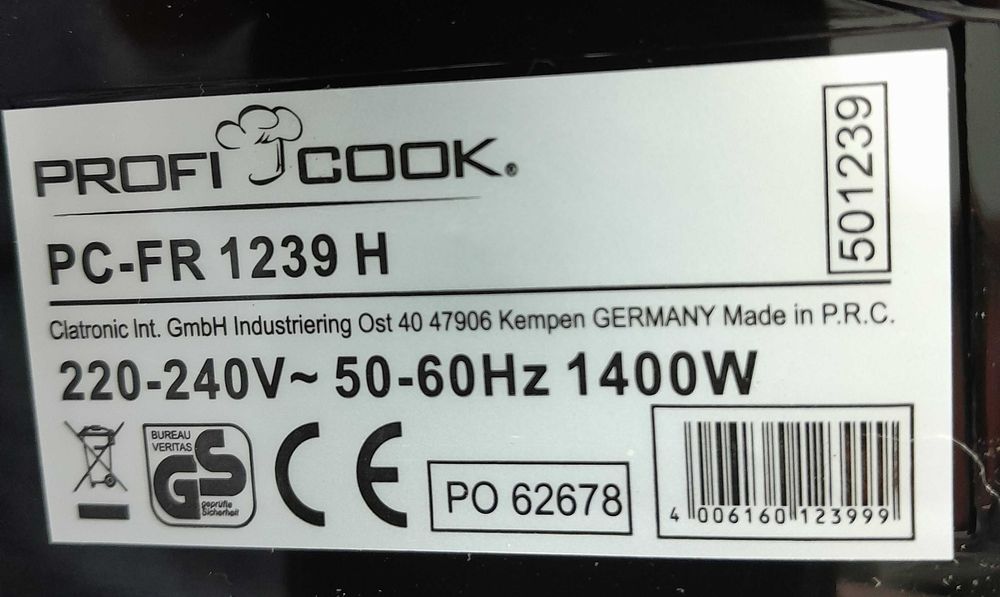 PROFI COOK®
501239
PC-FR 1239 H
Clatronic Int. GmbH Industriering Ost 40 47906 Kempen GERMANY Made in P.R.C.
220-240V~ 50-60Hz 1400W
BUREAU
VERITAS
GS
geprüfte
Sicherheit
CE
PO 62678
4 006160 123999